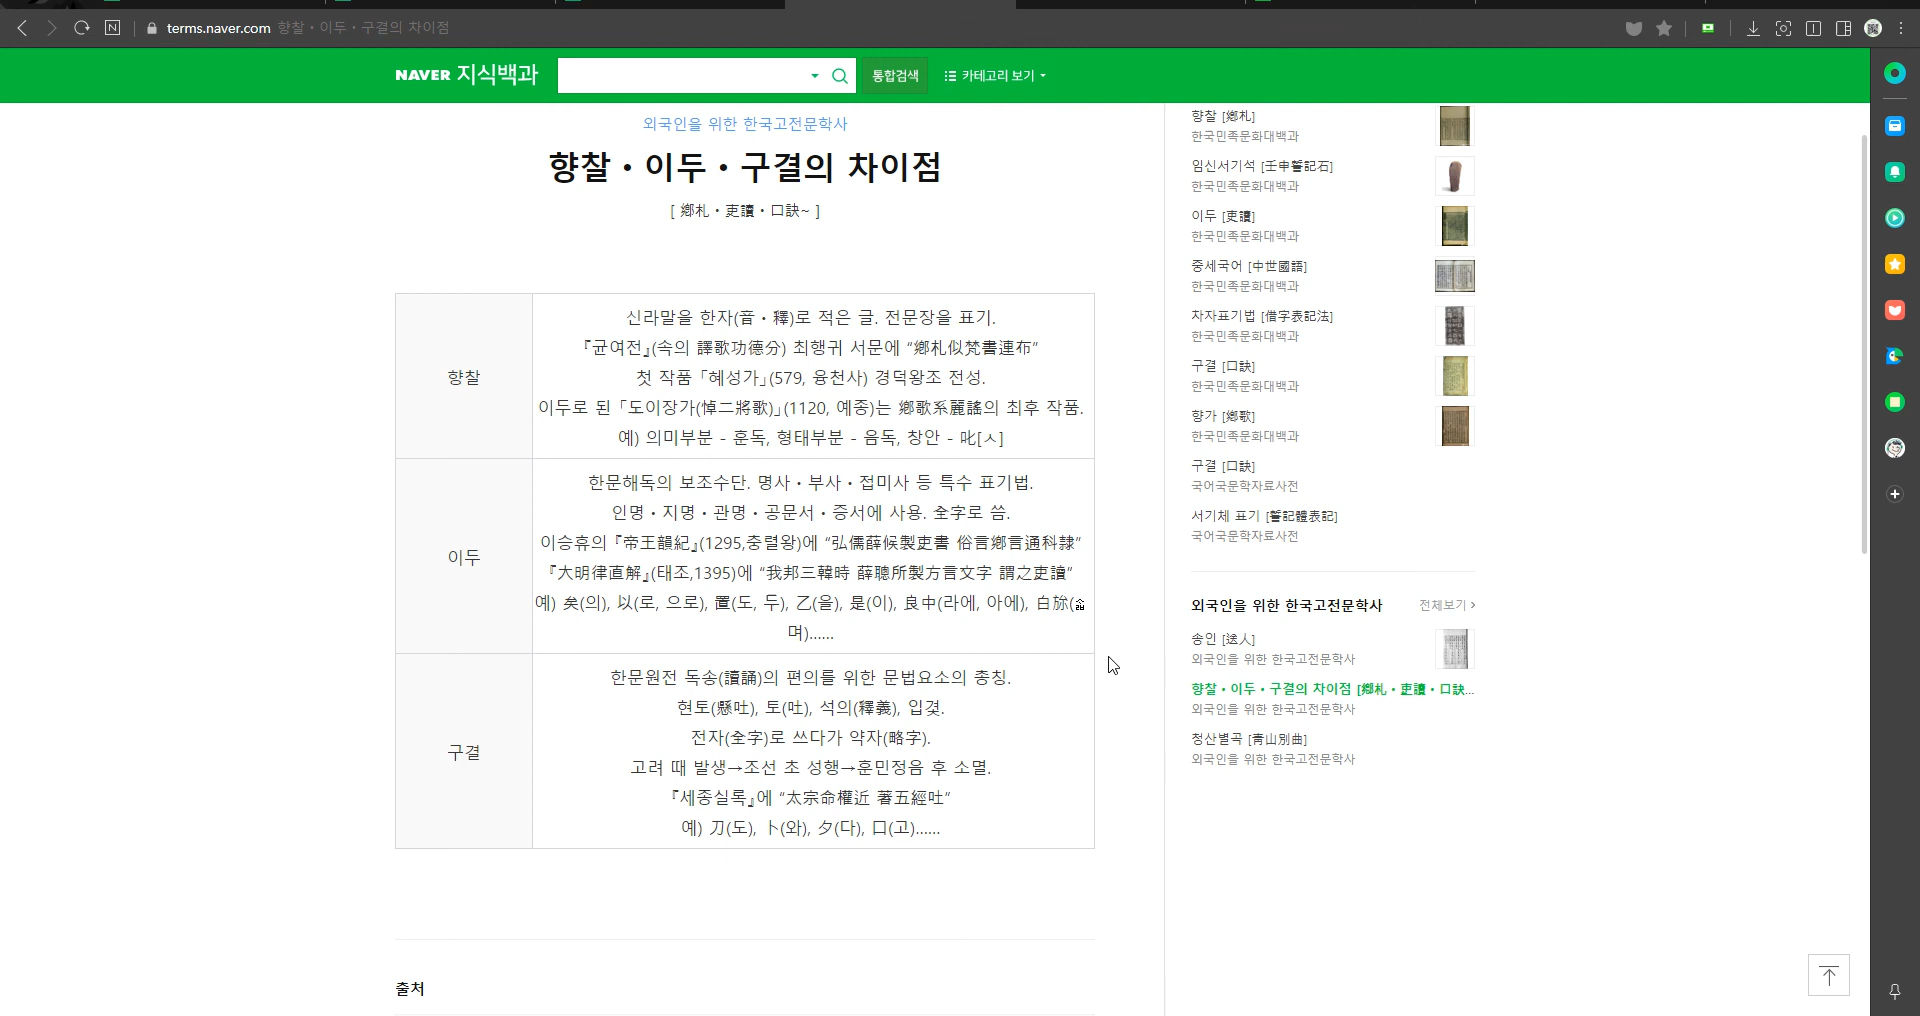 terms.naver.com 향찰・이두・구결의 차이점
NAVER 지식백과
통합검색
카테고리 보기
외국인을 위한 한국고전문학사
향찰・이두・구결의 차이점
[ 鄕札・吏讀・口訣~ ]
향찰
신라말을 한자(音・釋)로 적은 글. 전문장을 표기.
『균여전』(속의 譯歌功德分) 최행귀 서문에 “鄕札似梵書連布”
첫 작품 「혜성가」(579, 융천사) 경덕왕조 전성.
이두로 된 「도이장가(悼二將歌)」(1120, 예종)는 鄕歌系麗謠의 최후 작품.
예) 의미부분 - 훈독, 형태부분 - 음독, 창안 - 叱[ㅅ]
이두
한문해독의 보조수단. 명사・부사・접미사 등 특수 표기법.
인명・지명・관명・공문서・증서에 사용. 全字로 씀.
이승휴의 『帝王韻紀』(1295,충렬왕)에 “弘儒薛候製吏書 俗言鄕言通科隷”
『大明律直解』(태조,1395)에 “我邦三韓時 薛聰所製方言文字 謂之吏讀”
예) 矣(의), 以(로, 으로), 置(도, 두), 乙(을), 是(이), 良中(라에, 아에), 白旀(
며)......
구결
한문원전 독송(讀誦)의 편의를 위한 문법요소의 총칭.
현토(懸吐), 토(吐), 석의(釋義), 입겿.
전자(全字)로 쓰다가 약자(略字).
고려 때 발생→조선 초 성행→훈민정음 후 소멸.
『세종실록』에 “太宗命權近 著五經吐”
예) 刀(도), 卜(와), 夕(다), 口(고)......
출처
향찰 [鄕札]
한국민족문화대백과
임신서기석 [壬申誓記石]
한국민족문화대백과
이두 [吏讀]
한국민족문화대백과
중세국어 [中世國語]
한국민족문화대백과
차자표기법 [借字表記法]
한국민족문화대백과
구결 [口訣]
한국민족문화대백과
향가 [鄕歌]
한국민족문화대백과
구결 [口訣]
국어국문학자료사전
서기체 표기 [誓記體表記]
국어국문학자료사전
외국인을 위한 한국고전문학사 전체보기
송인 [送人]
외국인을 위한 한국고전문학사
향찰・이두・구결의 차이점 [鄕札・吏讀・口訣...
외국인을 위한 한국고전문학사
청산별곡 [靑山別曲]
외국인을 위한 한국고전문학사